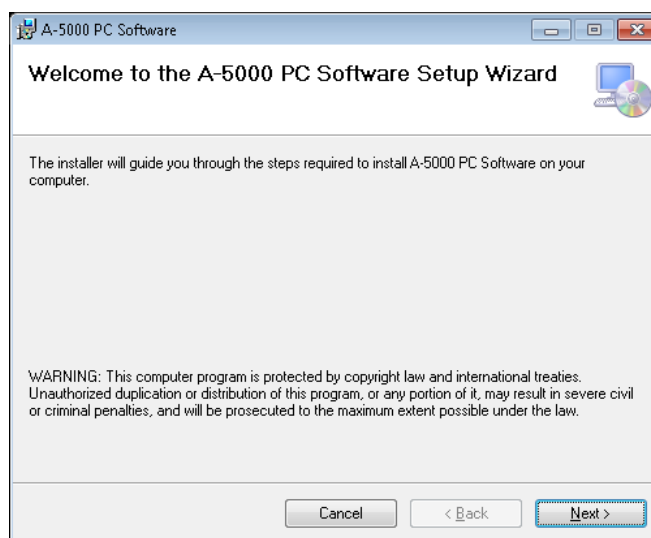 A-5000 PC Software
Welcome to the A-5000 PC Software Setup Wizard
The installer will guide you through the steps required to install A-5000 PC Software on your
computer.
WARNING: This computer program is protected by copyright law and international treaties.
Unauthorized duplication or distribution of this program, or any portion of it, may result in severe civil
or criminal penalties, and will be prosecuted to the maximum extent possible under the law.
Cancel
< Back
Next >